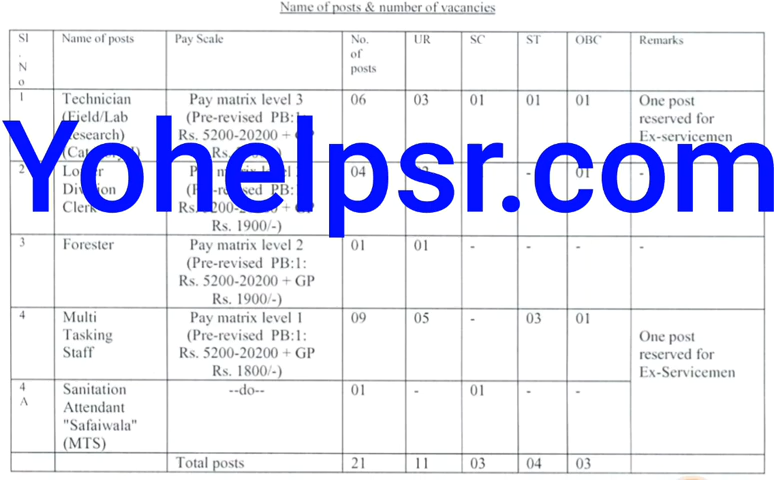 Name of posts & number of vacancies
Sl . N o Name of posts Pay Scale No. of posts UR SC ST OBC Remarks
1 Technician Pay matrix level 3 06 03 01 01 01 One post
(Field/Lab (Pre-revised PB:1: reserved for
Research) Rs. 5200-20200 + GP Ex-servicemen
Yohelpsr.com
2 04 - 01 -
Division
Clerk
Rs. 1900/-)
3 Forester Pay matrix level 2 01 01 - - - -
(Pre-revised PB:1:
Rs. 5200-20200 + GP
Rs. 1900/-)
4 Multi Pay matrix level 1 09 05 - 03 01
Tasking (Pre-revised PB:1: One post
Staff Rs. 5200-20200 + GP reserved for
Rs. 1800/-) Ex-Servicemen
4 Sanitation --do-- 01 - 01 - -
A Attendant
"Safaiwala"
(MTS)
Total posts 21 11 03 04 03